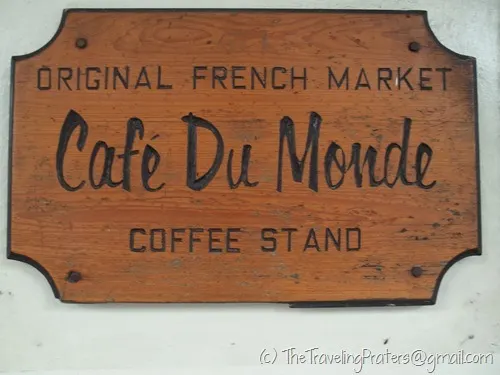 ORIGINAL FRENCH MARKET
Café Du Monde
COFFEE STAND
(c) TheTravelingPraters@gmail.com